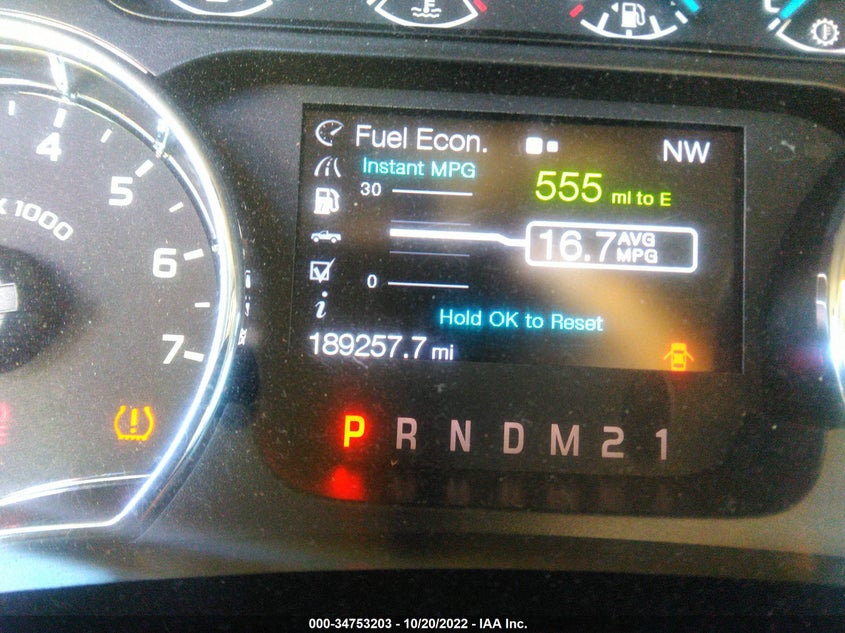 4
5
x 1000
6
7
Fuel Econ.
NW
Instant MPG
30
555 mi to E
16.7 AVG MPG
0
Hold OK to Reset
189257.7 mi
P R N D M 2 1
000-34753203 - 10/20/2022 - IAA Inc.